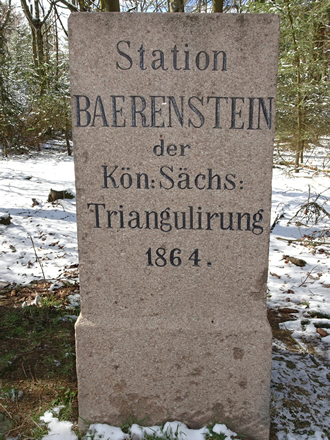 Station
BAERENSTEIN
der
Kön: Sächs:
Triangulirung
1864.